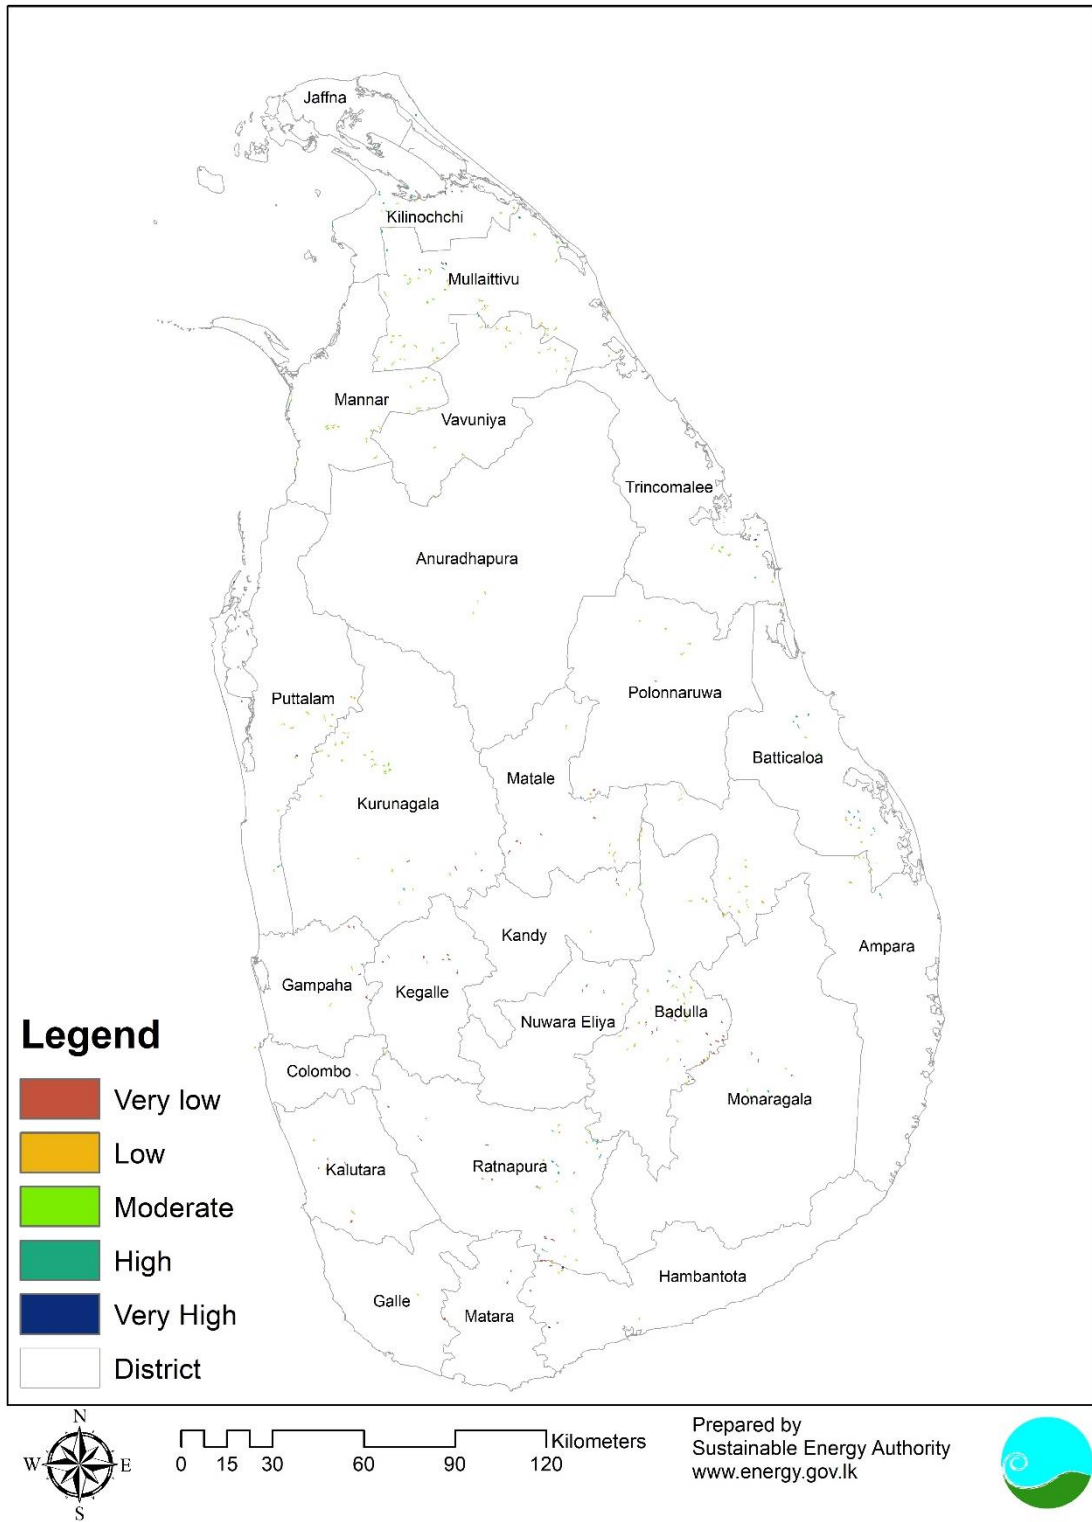 Jaffna
Kilinochchi
Mullaittivu
Mannar
Vavuniya
Trincomalee
Anuradhapura
Puttalam
Polonnaruwa
Batticaloa
Matale
Kurunagala
Kandy
Ampara
Gampaha
Kegalle
Nuwara Eliya
Badulla
Colombo
Monaragala
Kalutara
Ratnapura
Hambantota
Galle
Matara
Legend
Very low
Low
Moderate
High
Very High
District
N
W
E
S
Kilometers
0 15 30 60 90 120
Prepared by
Sustainable Energy Authority
www.energy.gov.lk